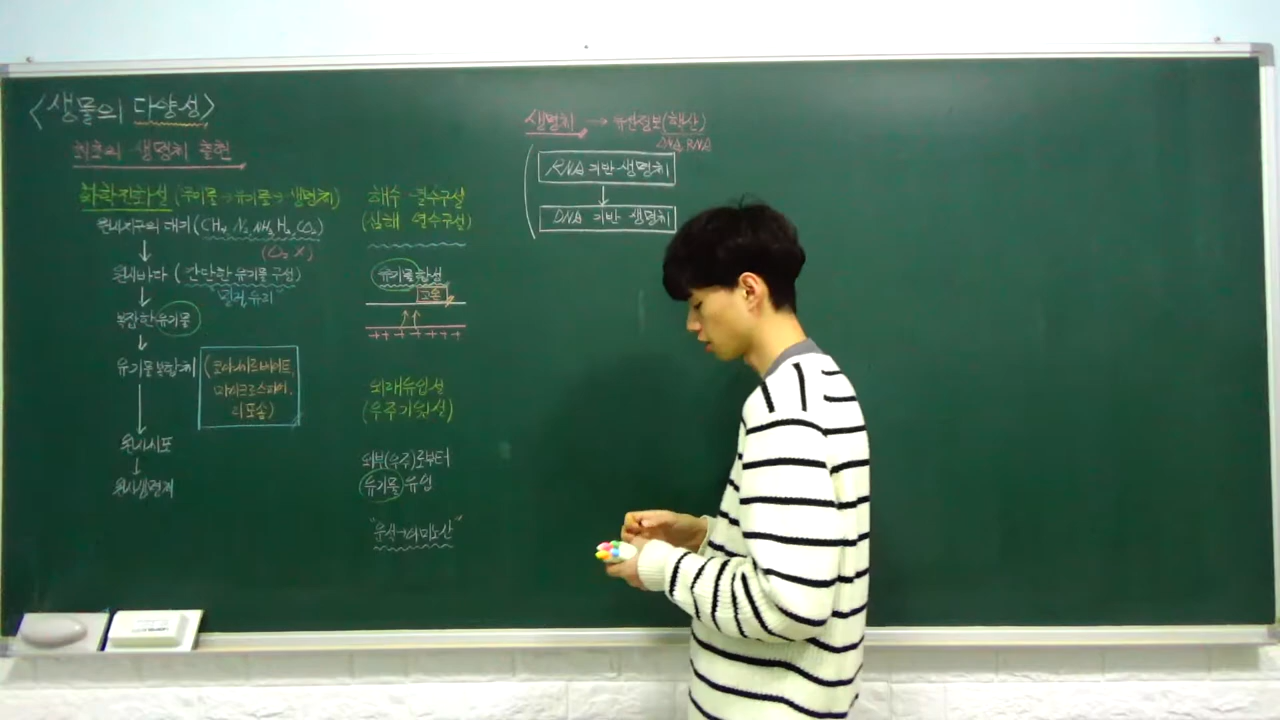 <생물의 다양성>
최초의 생명체 출현
화학진화설 (무기물→유기물→생명체)
원시지구의 대기 (CH₄, N₂, NH₃, H₂, CO₂)
(O₂ X)
↓
원시바다 (간단한 유기물 구성)
"밀러, 유리"
↓
복잡한 유기물
↓
유기물복합체 (코아세르베이트,
마이크로스피어,
리포솜)
↓
원시세포
↓
원시생명체
해수 열수구설
(심해 열수구설)
유기물 합성
고온
+ + + + + + +
외래유입설
(우주기원설)
외부(우주)로부터
유기물 유입
"운석→아미노산"
생명체 → 유전정보(핵산)
DNA, RNA
RNA 기반 생명체
↓
DNA 기반 생명체